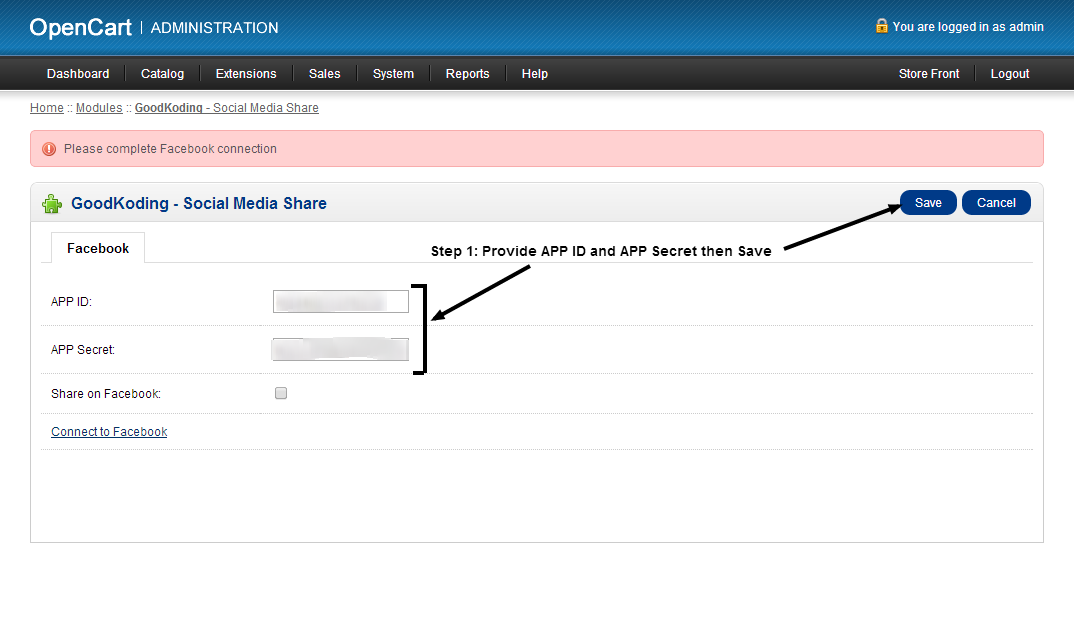 OpenCart | ADMINISTRATION
You are logged in as admin
Dashboard Catalog Extensions Sales System Reports Help Store Front Logout
Home :: Modules :: GoodKoding - Social Media Share
Please complete Facebook connection
GoodKoding - Social Media Share
Save Cancel
Facebook
Step 1: Provide APP ID and APP Secret then Save
APP ID:
APP Secret:
Share on Facebook:
Connect to Facebook